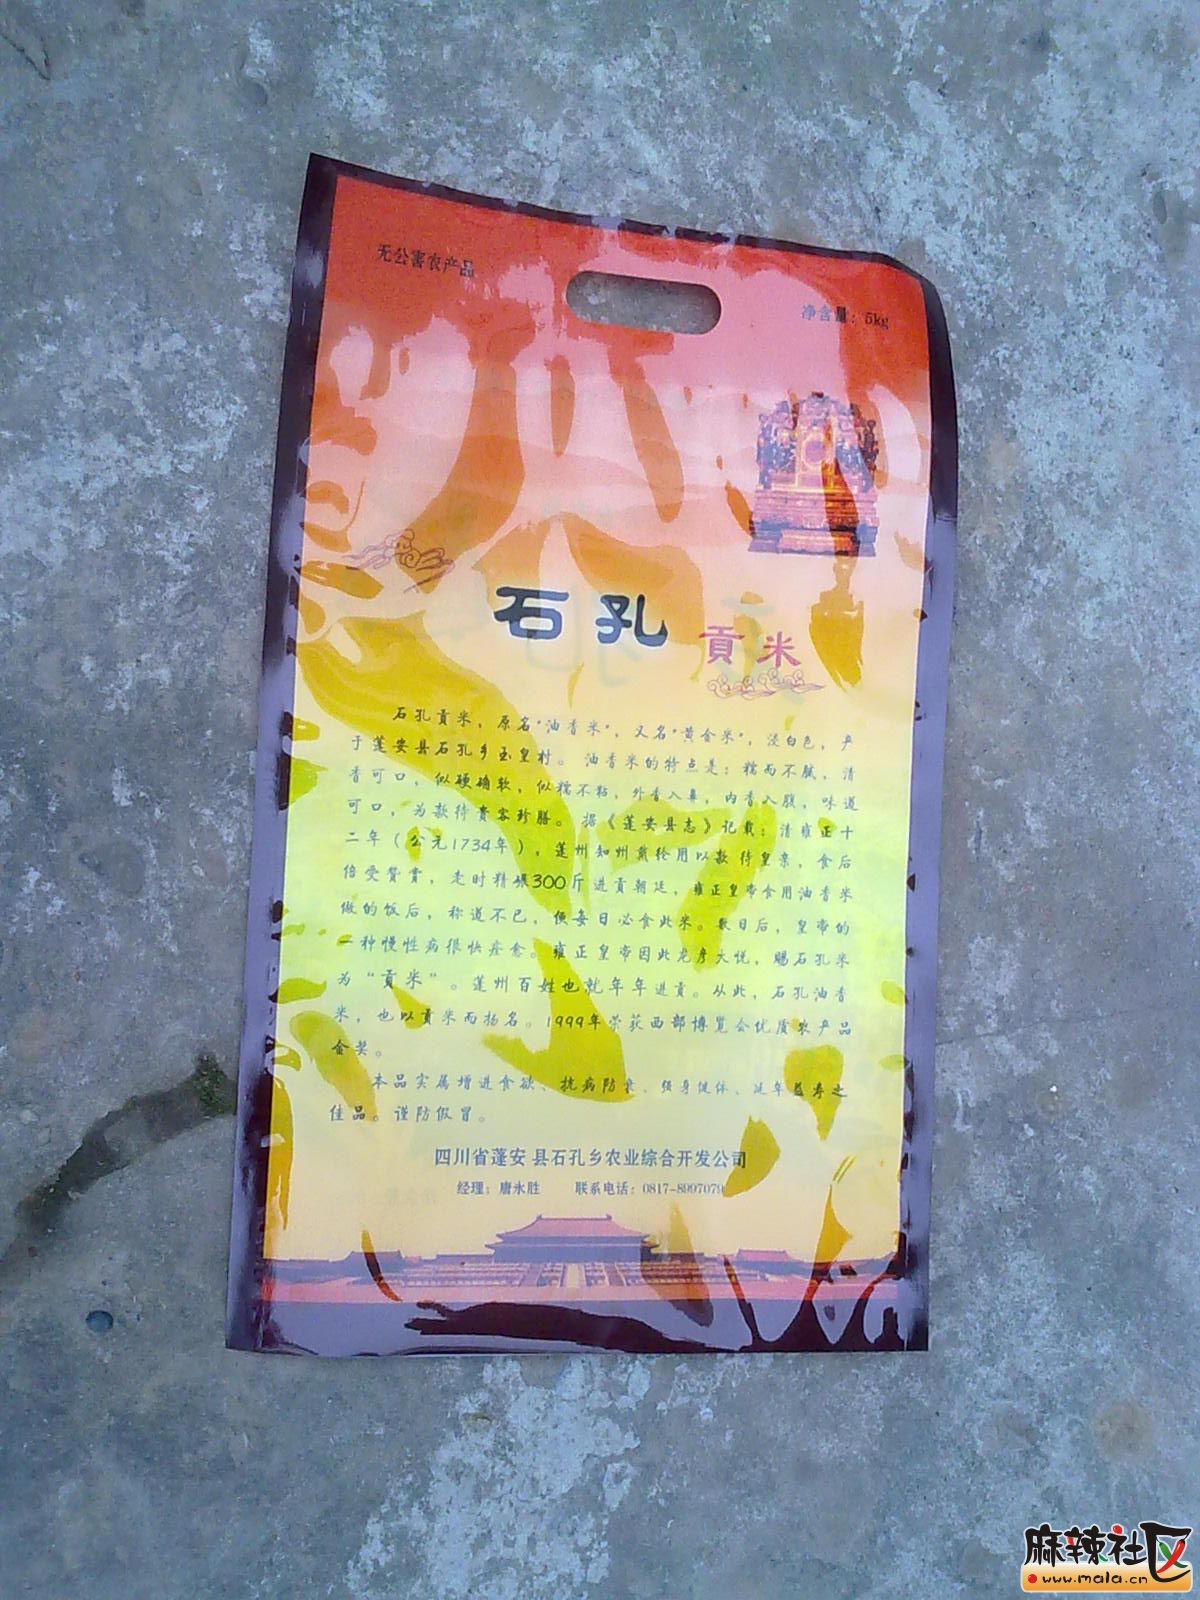 无公害农产品
净含量：5kg
石孔
貢米
石孔贡米，原名"油香米"，又名"黄金米"，淡白色，产
于蓬安县石孔乡玉皇村。油香米的特点是：糯而不腻，清
香可口，似硬确软，似糯不粘，外香入鼻，内香入腹，味道
可口，为款待贵客珍膳。据《蓬安县志》记载：清雍正十
二年（公元1734年），蓬州知州戴轮用以款待皇亲，食后
倍受赞赏，走时精碾300斤进贡朝廷，雍正皇帝食用油香米
做的饭后，称道不已，便每日必食此米。数日后，皇帝的
一种慢性病很快痊愈。雍正皇帝因此龙彦大悦，赐石孔米
为“贡米”。蓬州百姓也就年年进贡。从此，石孔油香
米，也以贡米而扬名。1999年荣获西部博览会优质农产品
金奖。
本品实属增进食欲、抗病防衰、强身健体、延年益寿之
佳品。谨防假冒。
四川省蓬安县石孔乡农业综合开发公司
经理：唐永胜 联系电话：0817-8997079
麻辣社区
www.mala.cn